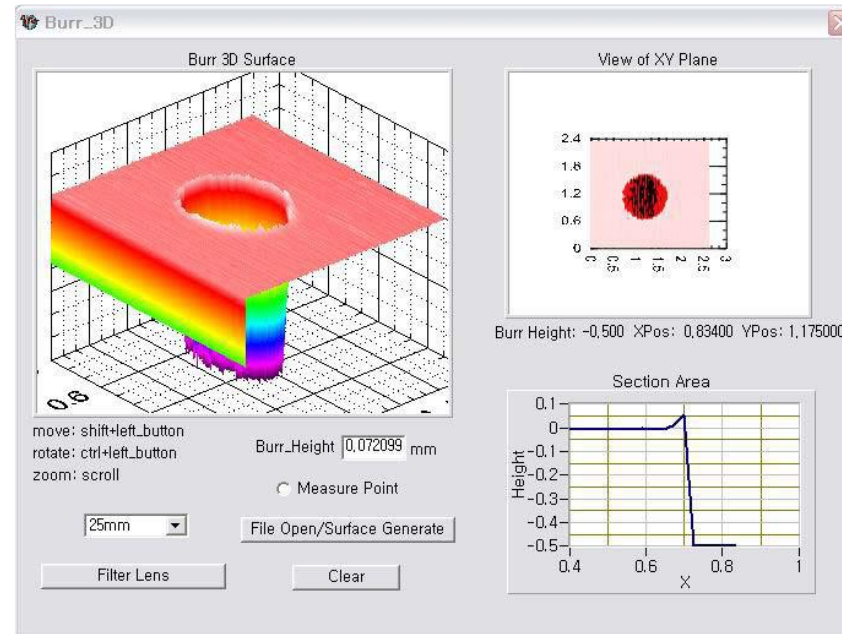 Burr_3D
Burr 3D Surface
0.6
move: shift+left_button
rotate: ctrl+left_button
zoom: scroll
Burr_Height 0,072099 mm
Measure Point
25mm
File Open/Surface Generate
Filter Lens
Clear
View of XY Plane
2.4
1.8
1.2
0.6
0
0
0.5
1
1.5
2
2.5
3
Burr Height: -0,500 XPos: 0,83400 YPos: 1,175000
Section Area
Height
0.1
0
-0.1
-0.2
-0.3
-0.4
-0.5
0.4 0.6 0.8 1
X